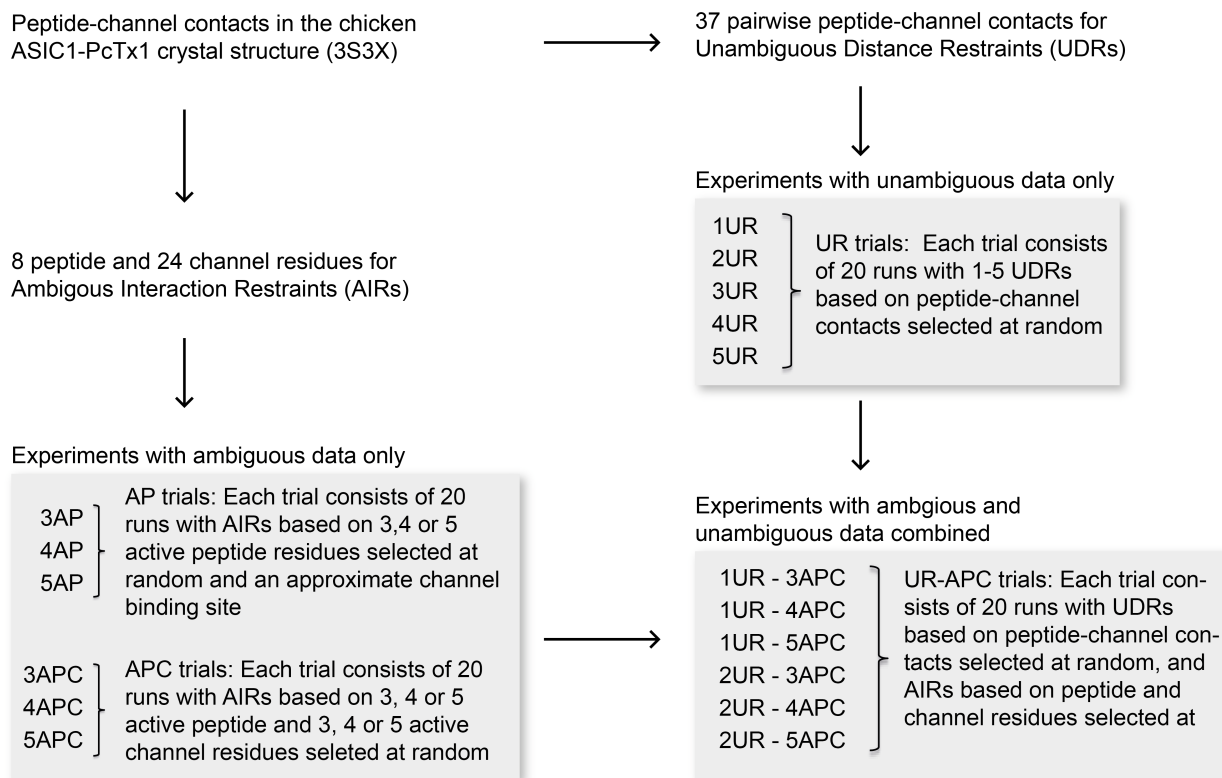 Peptide-channel contacts in the chicken
ASIC1-PcTx1 crystal structure (3S3X)
37 pairwise peptide-channel contacts for
Unambiguous Distance Restraints (UDRs)
Experiments with unambiguous data only
1UR
2UR
3UR
4UR
5UR
UR trials:  Each trial consists
of 20 runs with 1-5 UDRs
based on peptide-channel
contacts selected at random
8 peptide and 24 channel residues for
Ambigous Interaction Restraints (AIRs)
Experiments with ambiguous data only
3AP
4AP
5AP
AP trials: Each trial consists of 20
runs with AIRs based on 3,4 or 5
active peptide residues selected at
random and an approximate channel
binding site
3APC
4APC
5APC
APC trials: Each trial consists of 20
runs with AIRs based on 3, 4 or 5
active peptide and 3, 4 or 5 active
channel residues seleted at random
Experiments with ambgious and
unambiguous data combined
1UR - 3APC
1UR - 4APC
1UR - 5APC
2UR - 3APC
2UR - 4APC
2UR - 5APC
UR-APC trials: Each trial con-
sists of 20 runs with UDRs
based on peptide-channel con-
tacts selected at random, and
AIRs based on peptide and
channel residues selected at